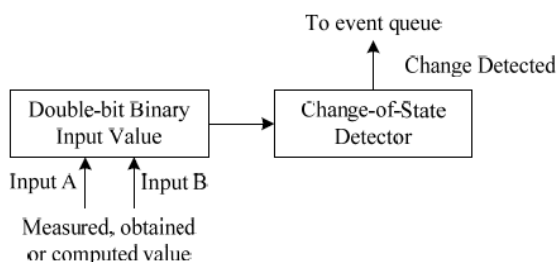 To event queue
Change Detected
Double-bit Binary
Input Value
Change-of-State
Detector
Input A
Input B
Measured, obtained
or computed value